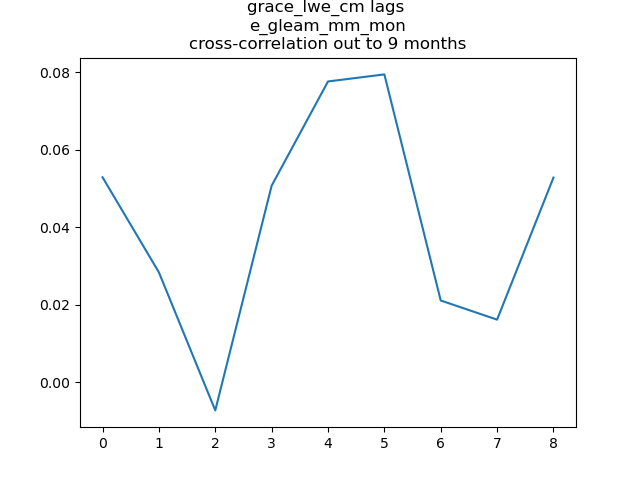 grace_lwe_cm lags
e_gleam_mm_mon
cross-correlation out to 9 months
0.08
0.06
0.04
0.02
0.00
0 1 2 3 4 5 6 7 8